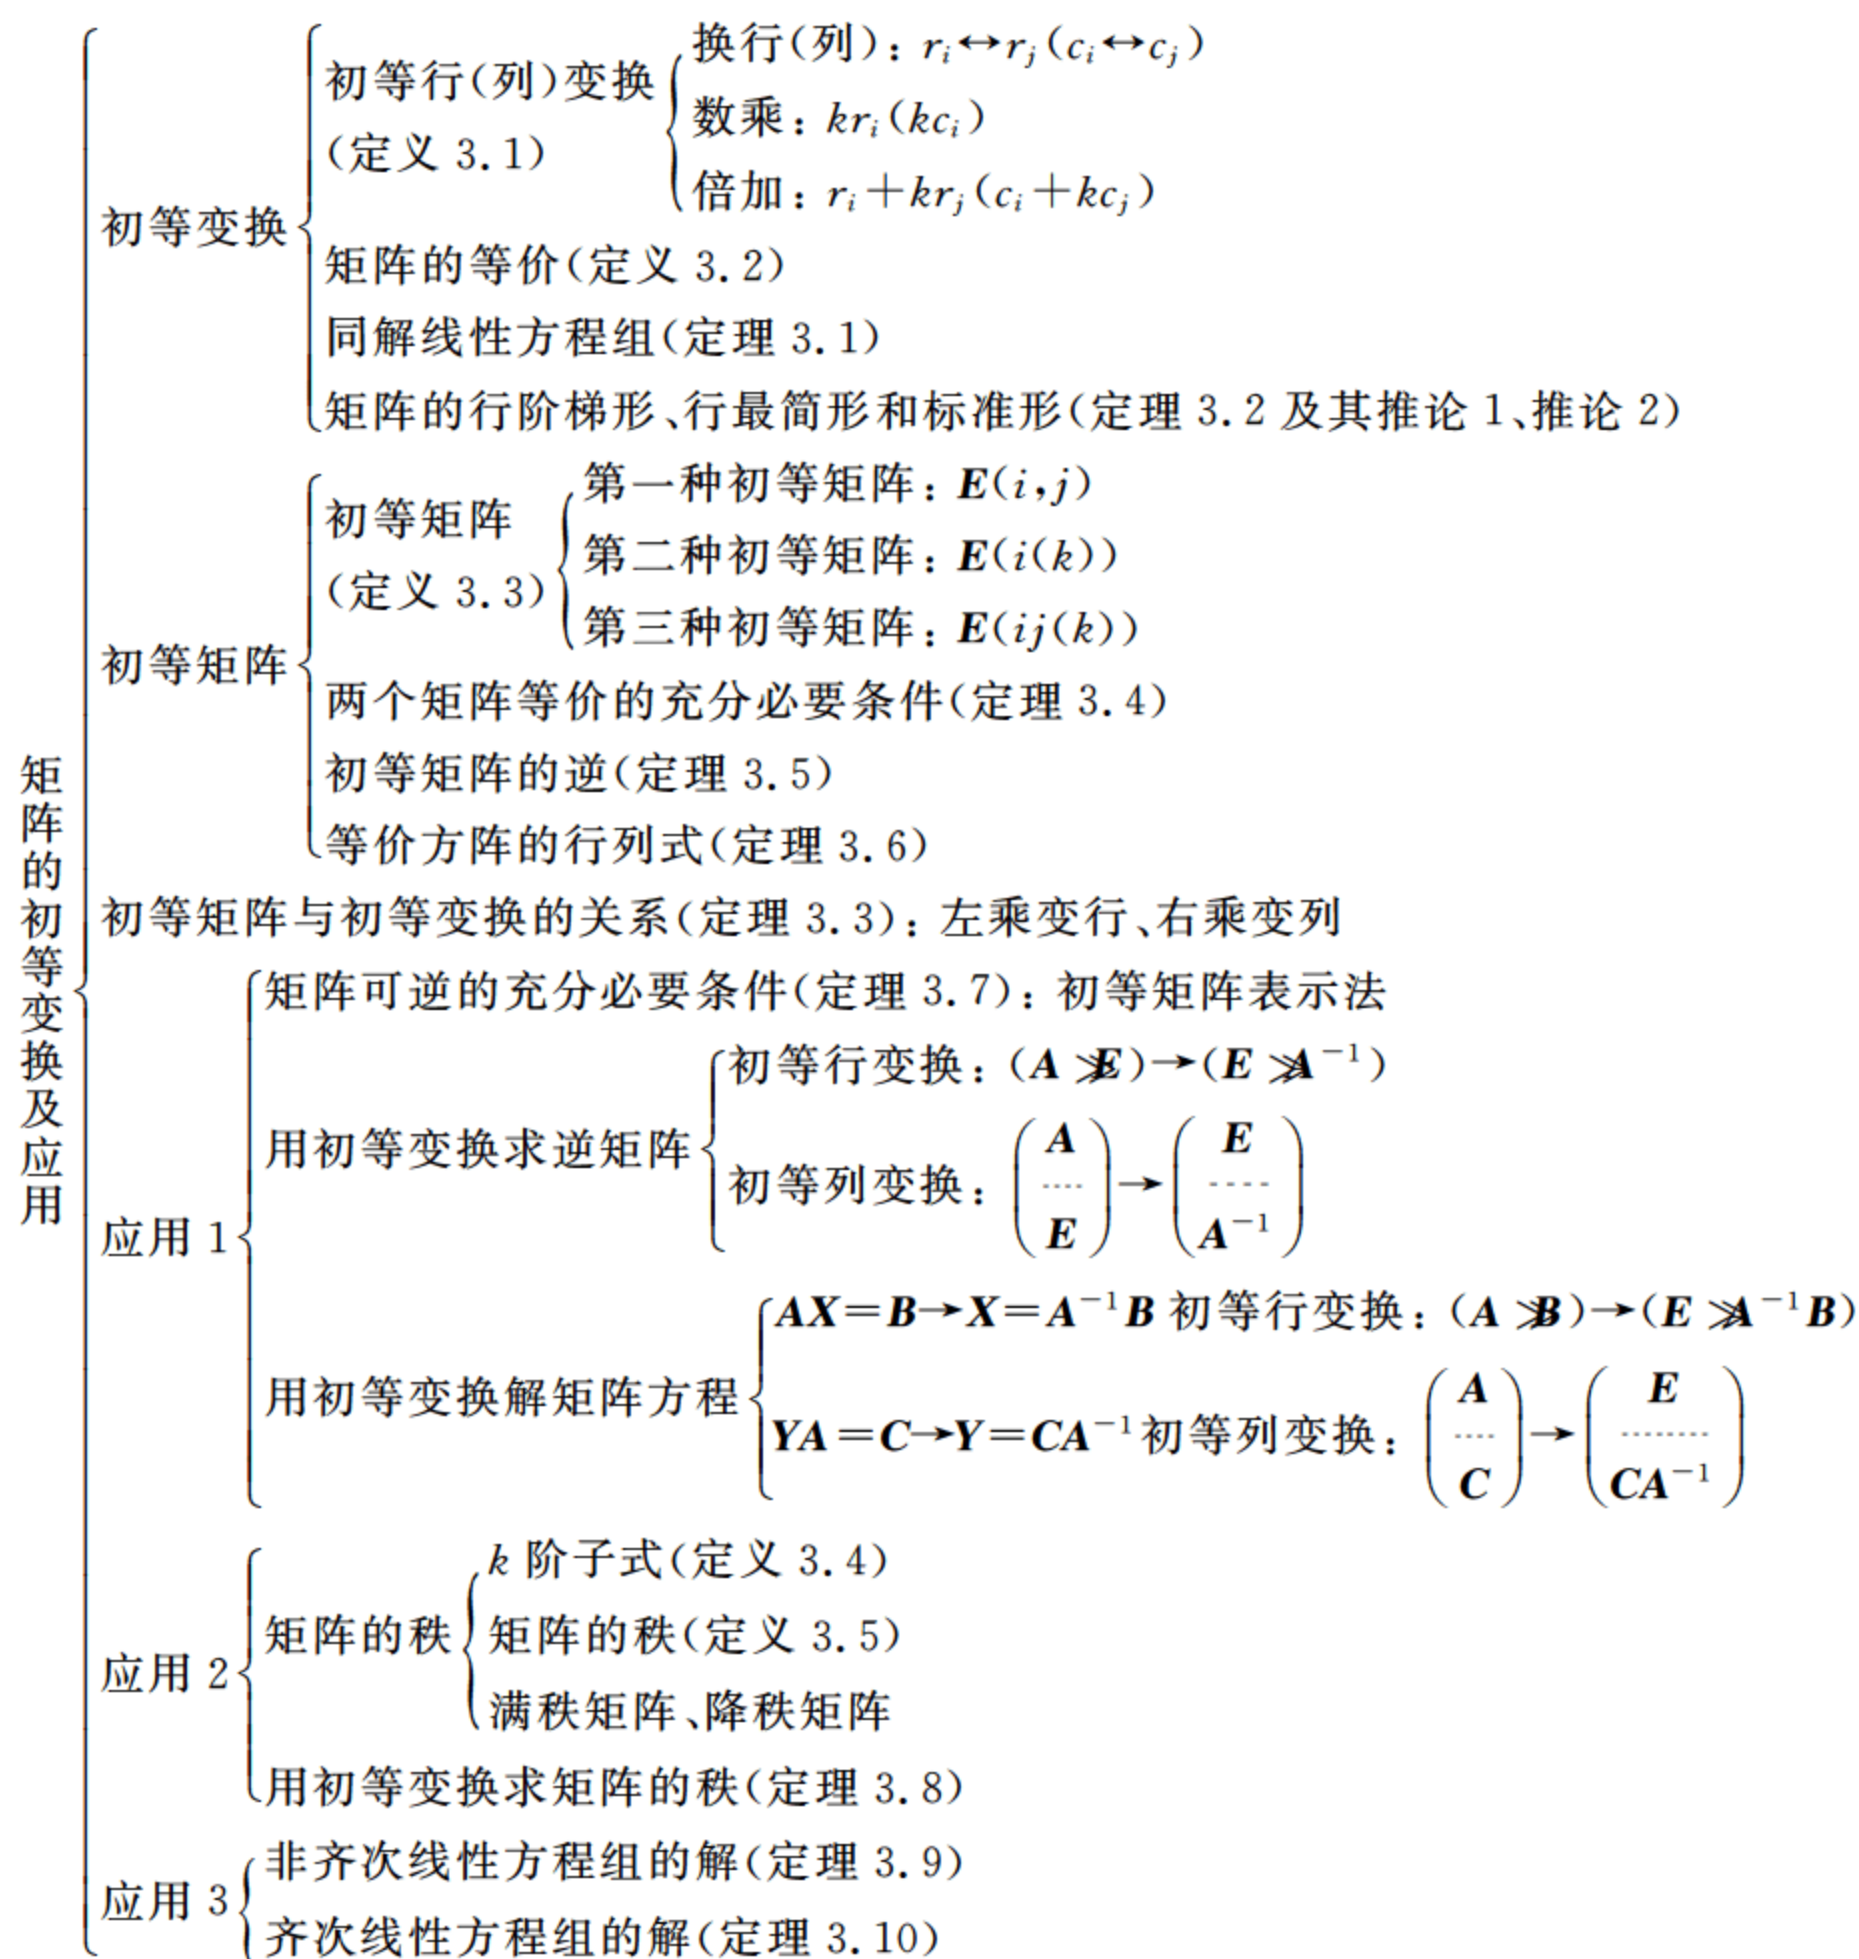 矩阵的初等变换及应用
初等变换
初等行(列)变换
(定义 3.1)
换行(列): r_i↔r_j(c_i↔c_j)
数乘: kr_i(kc_i)
倍加: r_i+kr_j(c_i+kc_j)
矩阵的等价(定义 3.2)
同解线性方程组(定理 3.1)
矩阵的行阶梯形、行最简形和标准形(定理 3.2 及其推论 1、推论 2)
初等矩阵
初等矩阵
(定义 3.3)
第一种初等矩阵: E(i,j)
第二种初等矩阵: E(i(k))
第三种初等矩阵: E(ij(k))
两个矩阵等价的充分必要条件(定理 3.4)
初等矩阵的逆(定理 3.5)
等价方阵的行列式(定理 3.6)
初等矩阵与初等变换的关系(定理 3.3): 左乘变行、右乘变列
应用 1
矩阵可逆的充分必要条件(定理 3.7): 初等矩阵表示法
用初等变换求逆矩阵
初等行变换: (A ≫E)→(E ≫A⁻¹)
初等列变换: (A
E)→(E
A⁻¹)
用初等变换解矩阵方程
AX=B→X=A⁻¹B 初等行变换: (A ≫B)→(E ≫A⁻¹B)
YA=C→Y=CA⁻¹初等列变换: (A
C)→(E
CA⁻¹)
应用 2
矩阵的秩
k 阶子式(定义 3.4)
矩阵的秩(定义 3.5)
满秩矩阵、降秩矩阵
用初等变换求矩阵的秩(定理 3.8)
应用 3
非齐次线性方程组的解(定理 3.9)
齐次线性方程组的解(定理 3.10)